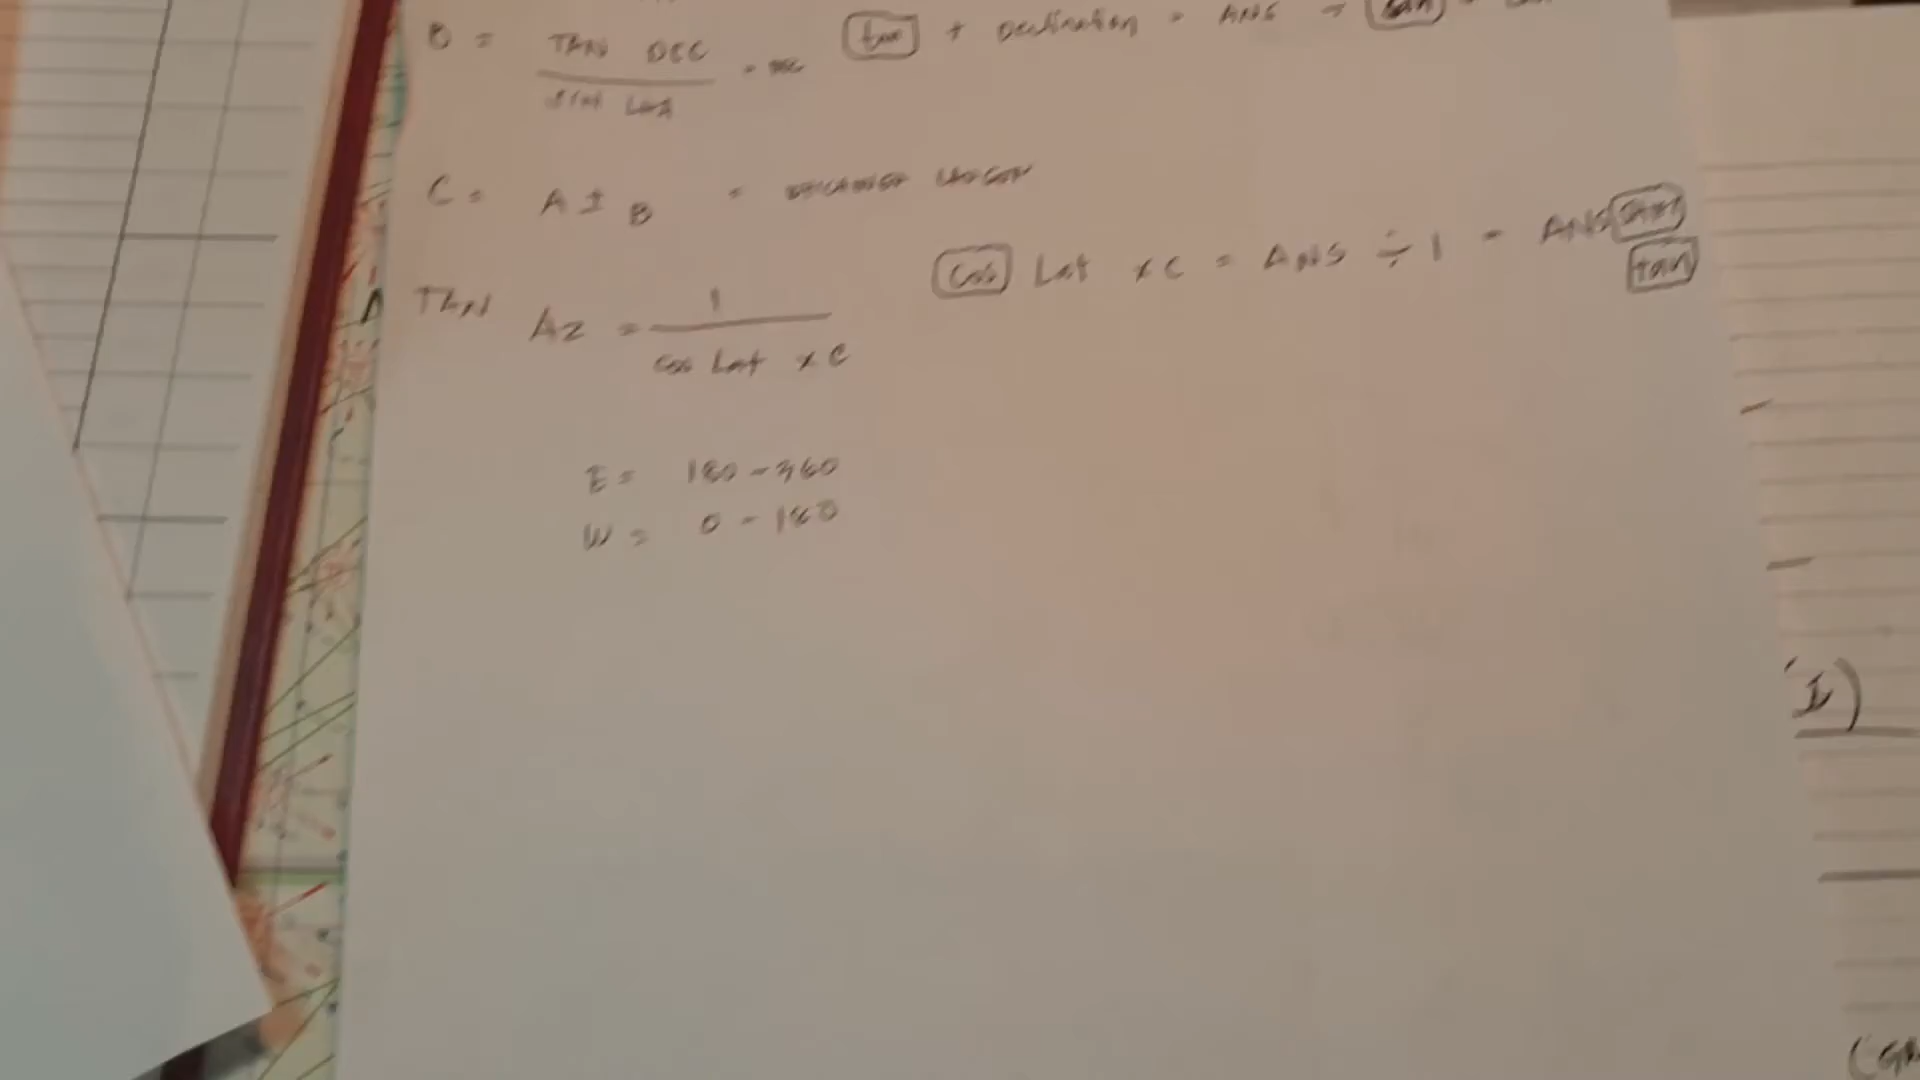 B = TAN DEC
SIN LHA
tan + Declination = ANS ÷
C = A ± B =
TAN AZ = 1
cos Lat x C
cos Lat x C = ANS ÷ 1 = ANS
tan
E = 180 - 360
W = 0 - 180
I)